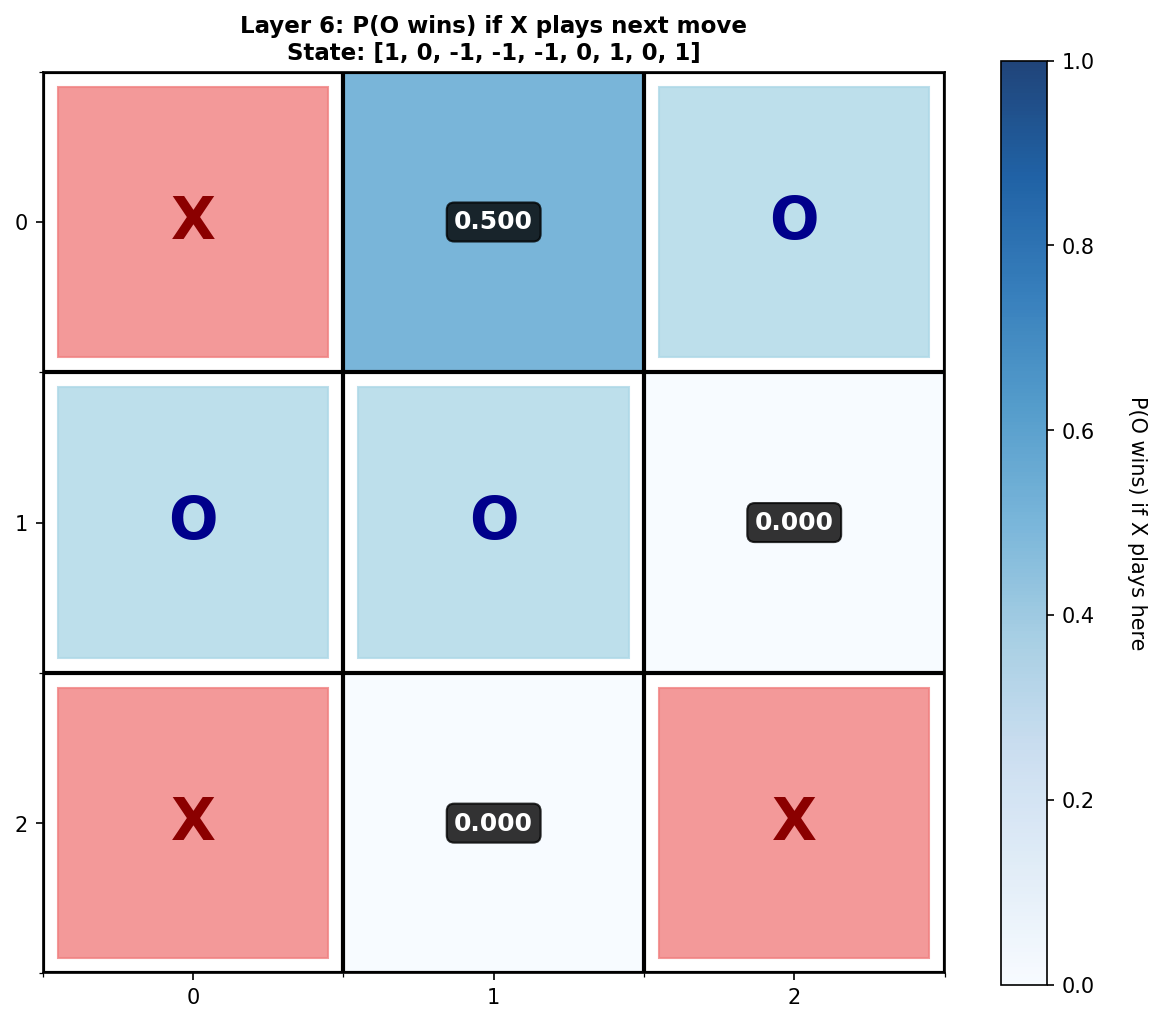 Layer 6: P(O wins) if X plays next move
State: [1, 0, -1, -1, -1, 0, 1, 0, 1]
X
0.500
O
O
O
0.000
X
0.000
X
0
1
2
0
1
2
1.0
0.8
0.6
0.4
0.2
0.0
P(O wins) if X plays here